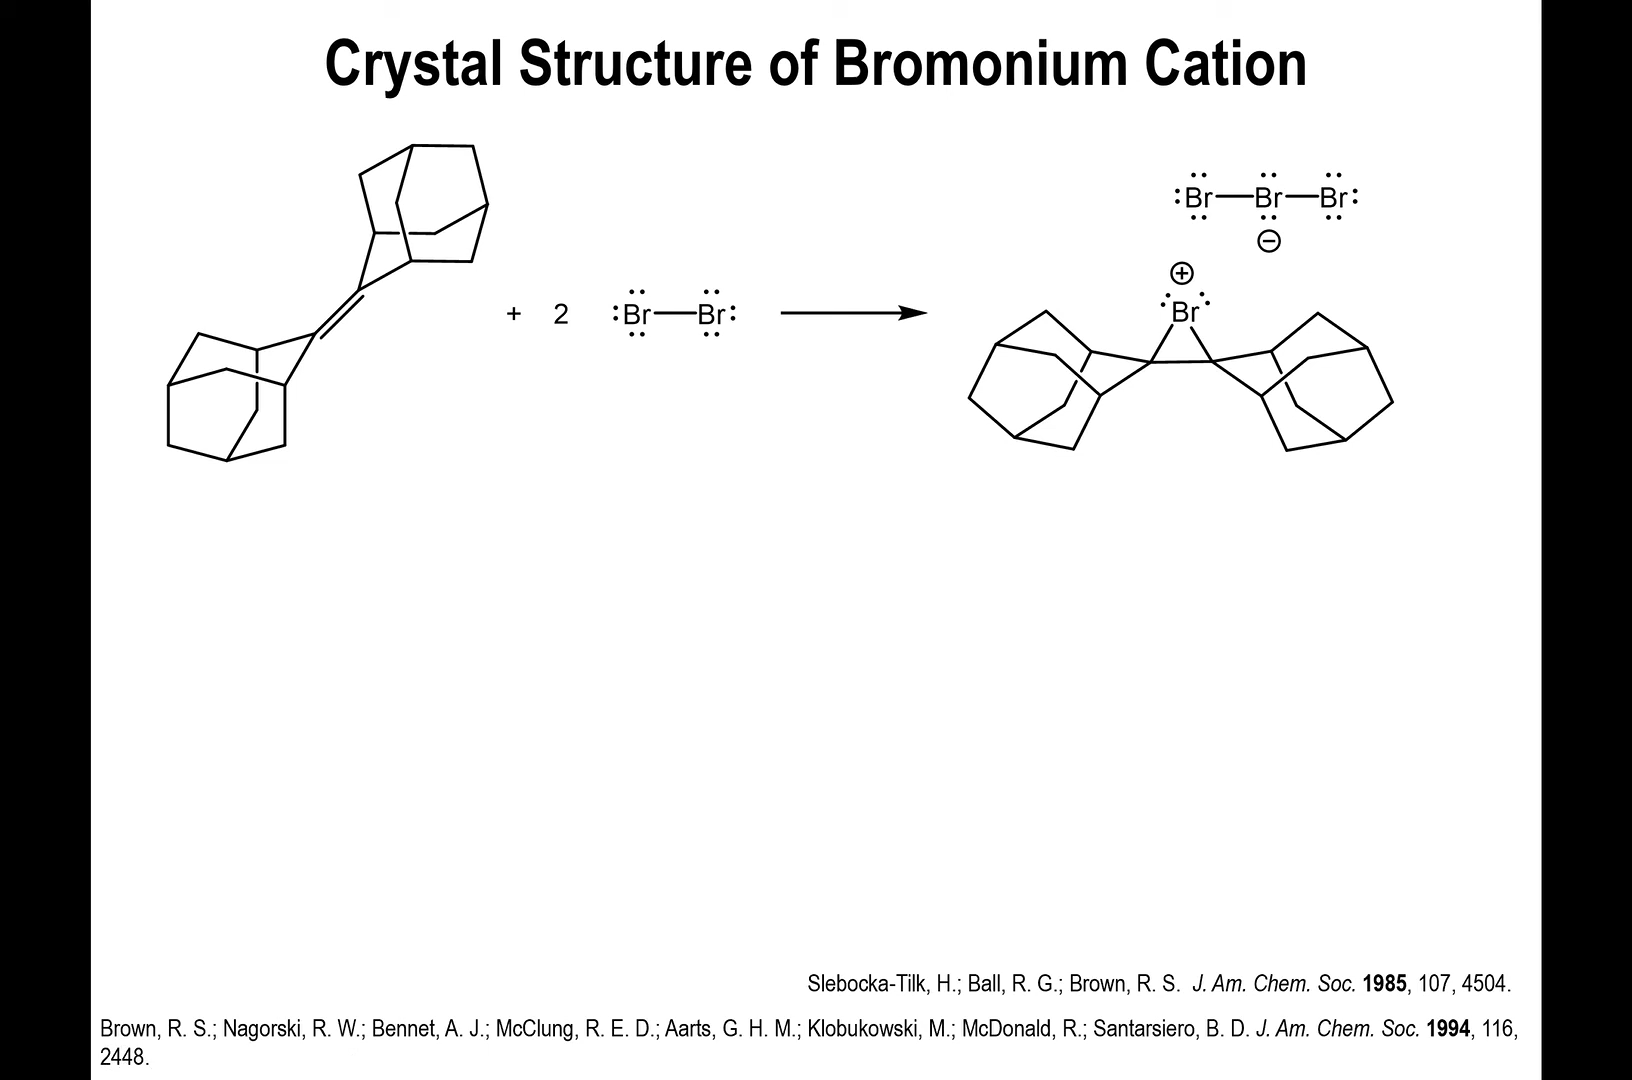 Crystal Structure of Bromonium Cation
:Br—Br—Br:
⊖
⊕
+ 2 :Br—Br: Br
Slebocka-Tilk, H.; Ball, R. G.; Brown, R. S. J. Am. Chem. Soc. 1985, 107, 4504.
Brown, R. S.; Nagorski, R. W.; Bennet, A. J.; McClung, R. E. D.; Aarts, G. H. M.; Klobukowski, M.; McDonald, R.; Santarsiero, B. D. J. Am. Chem. Soc. 1994, 116,
2448.